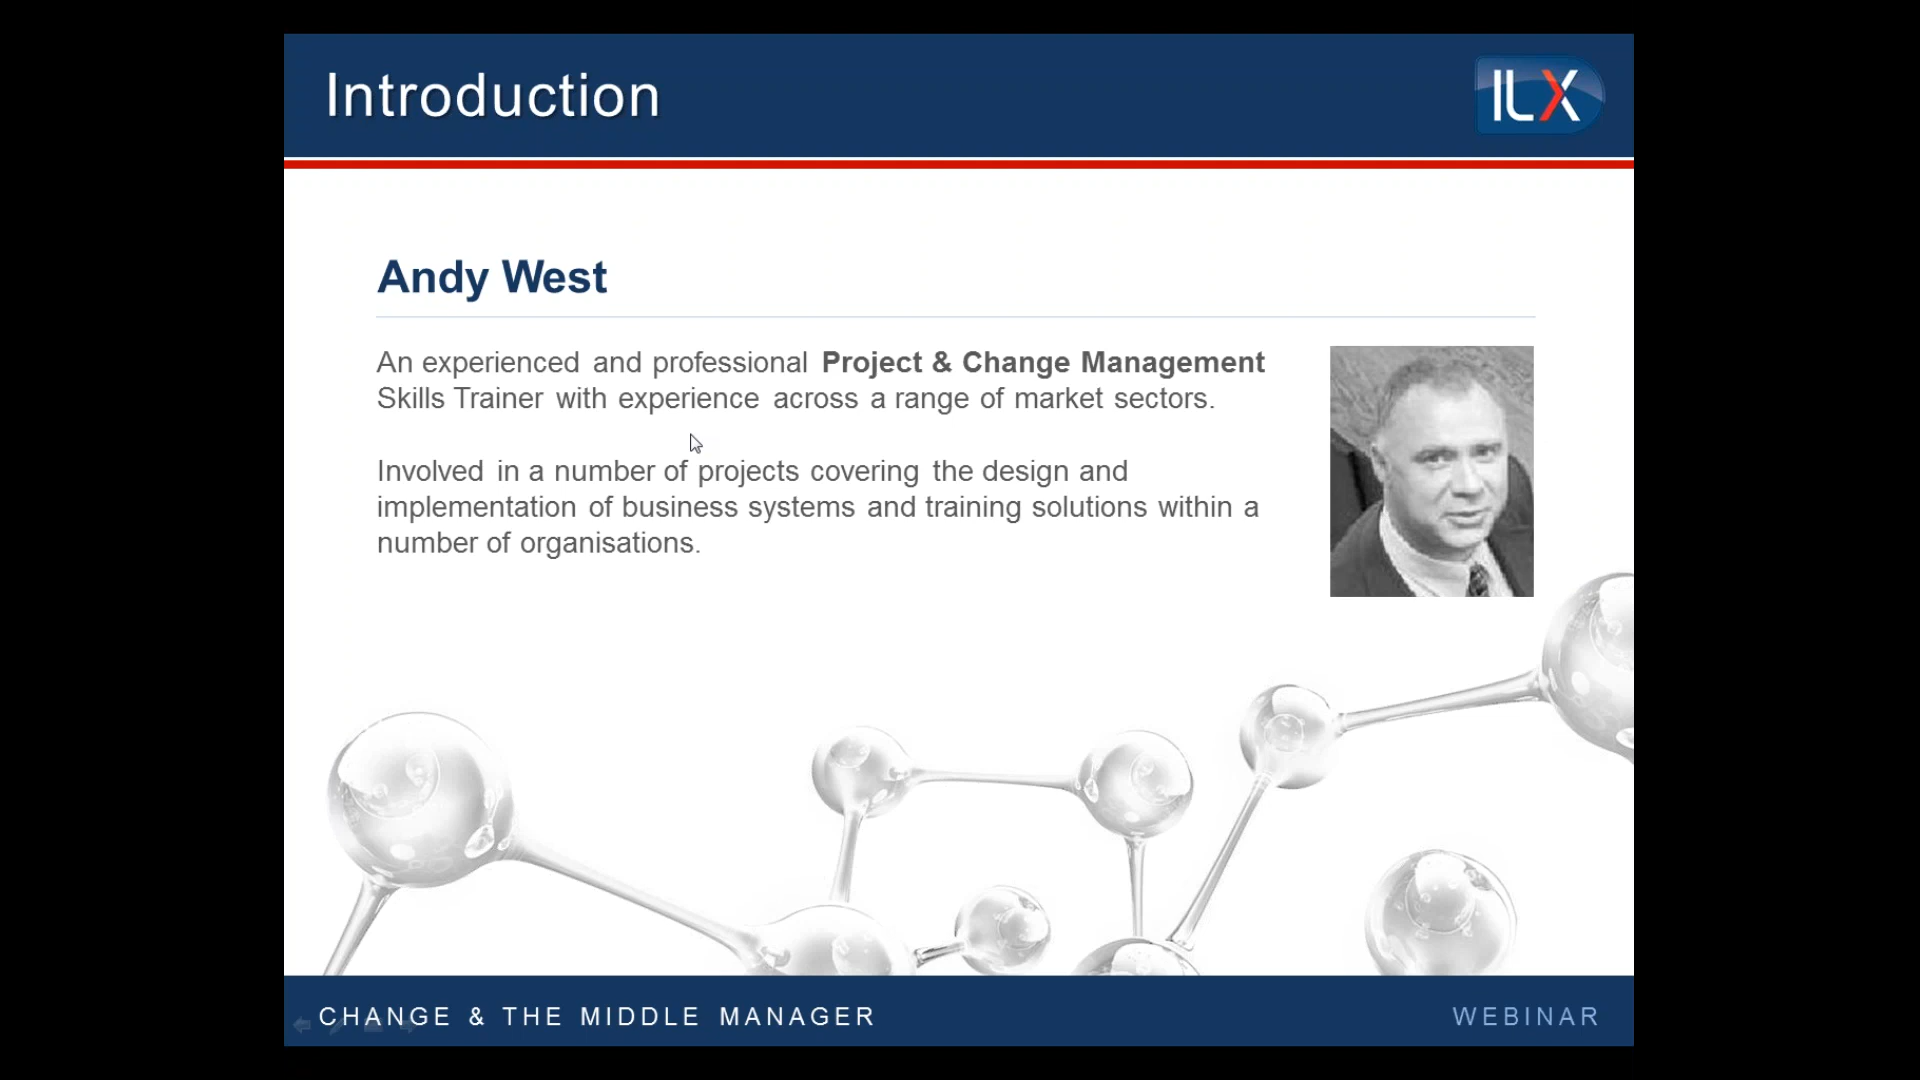 Introduction
ILX
Andy West
An experienced and professional Project & Change Management
Skills Trainer with experience across a range of market sectors.
Involved in a number of projects covering the design and
implementation of business systems and training solutions within a
number of organisations.
CHANGE & THE MIDDLE MANAGER
WEBINAR